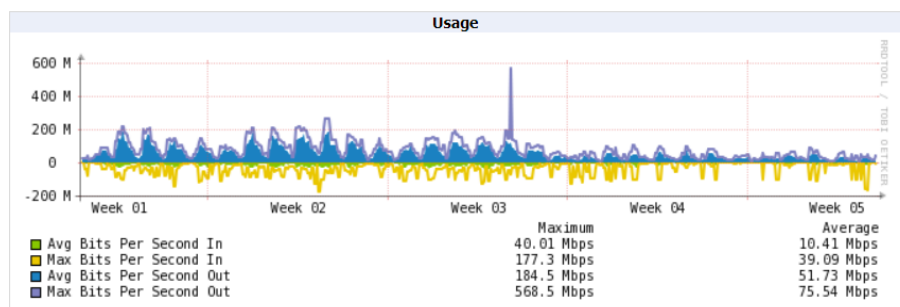 Usage
600 M
400 M
200 M
0
-200 M
Week 01 Week 02 Week 03 Week 04 Week 05
RRDTOOL / TOBI OETIKER
Maximum Average
Avg Bits Per Second In 40.01 Mbps 10.41 Mbps
Max Bits Per Second In 177.3 Mbps 39.09 Mbps
Avg Bits Per Second Out 184.5 Mbps 51.73 Mbps
Max Bits Per Second Out 568.5 Mbps 75.54 Mbps